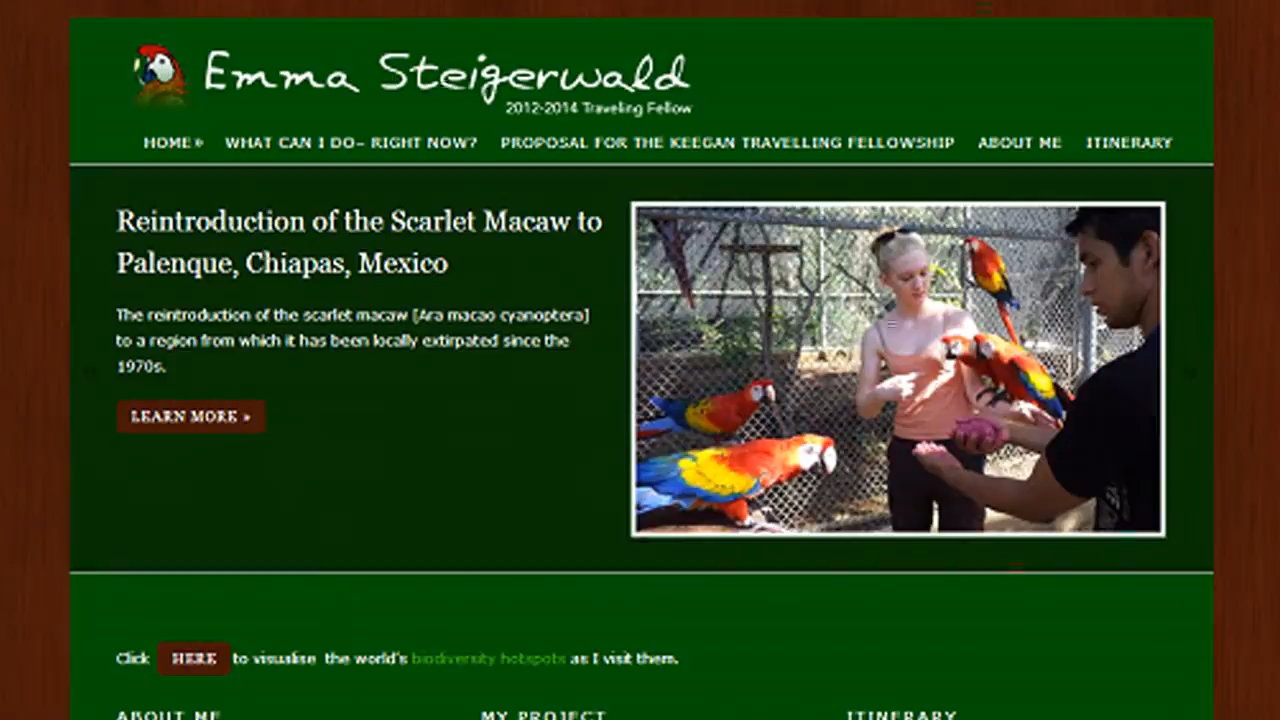 Emma Steigerwald
2012-2014 Traveling Fellow
HOME » WHAT CAN I DO– RIGHT NOW? PROPOSAL FOR THE KEEGAN TRAVELLING FELLOWSHIP ABOUT ME ITINERARY
Reintroduction of the Scarlet Macaw to
Palenque, Chiapas, Mexico
The reintroduction of the scarlet macaw [Ara macao cyanoptera]
to a region from which it has been locally extirpated since the
1970s.
LEARN MORE »
Click HERE to visualise the world's biodiversity hotspots as I visit them.
ABOUT ME MY PROJECT ITINERARY